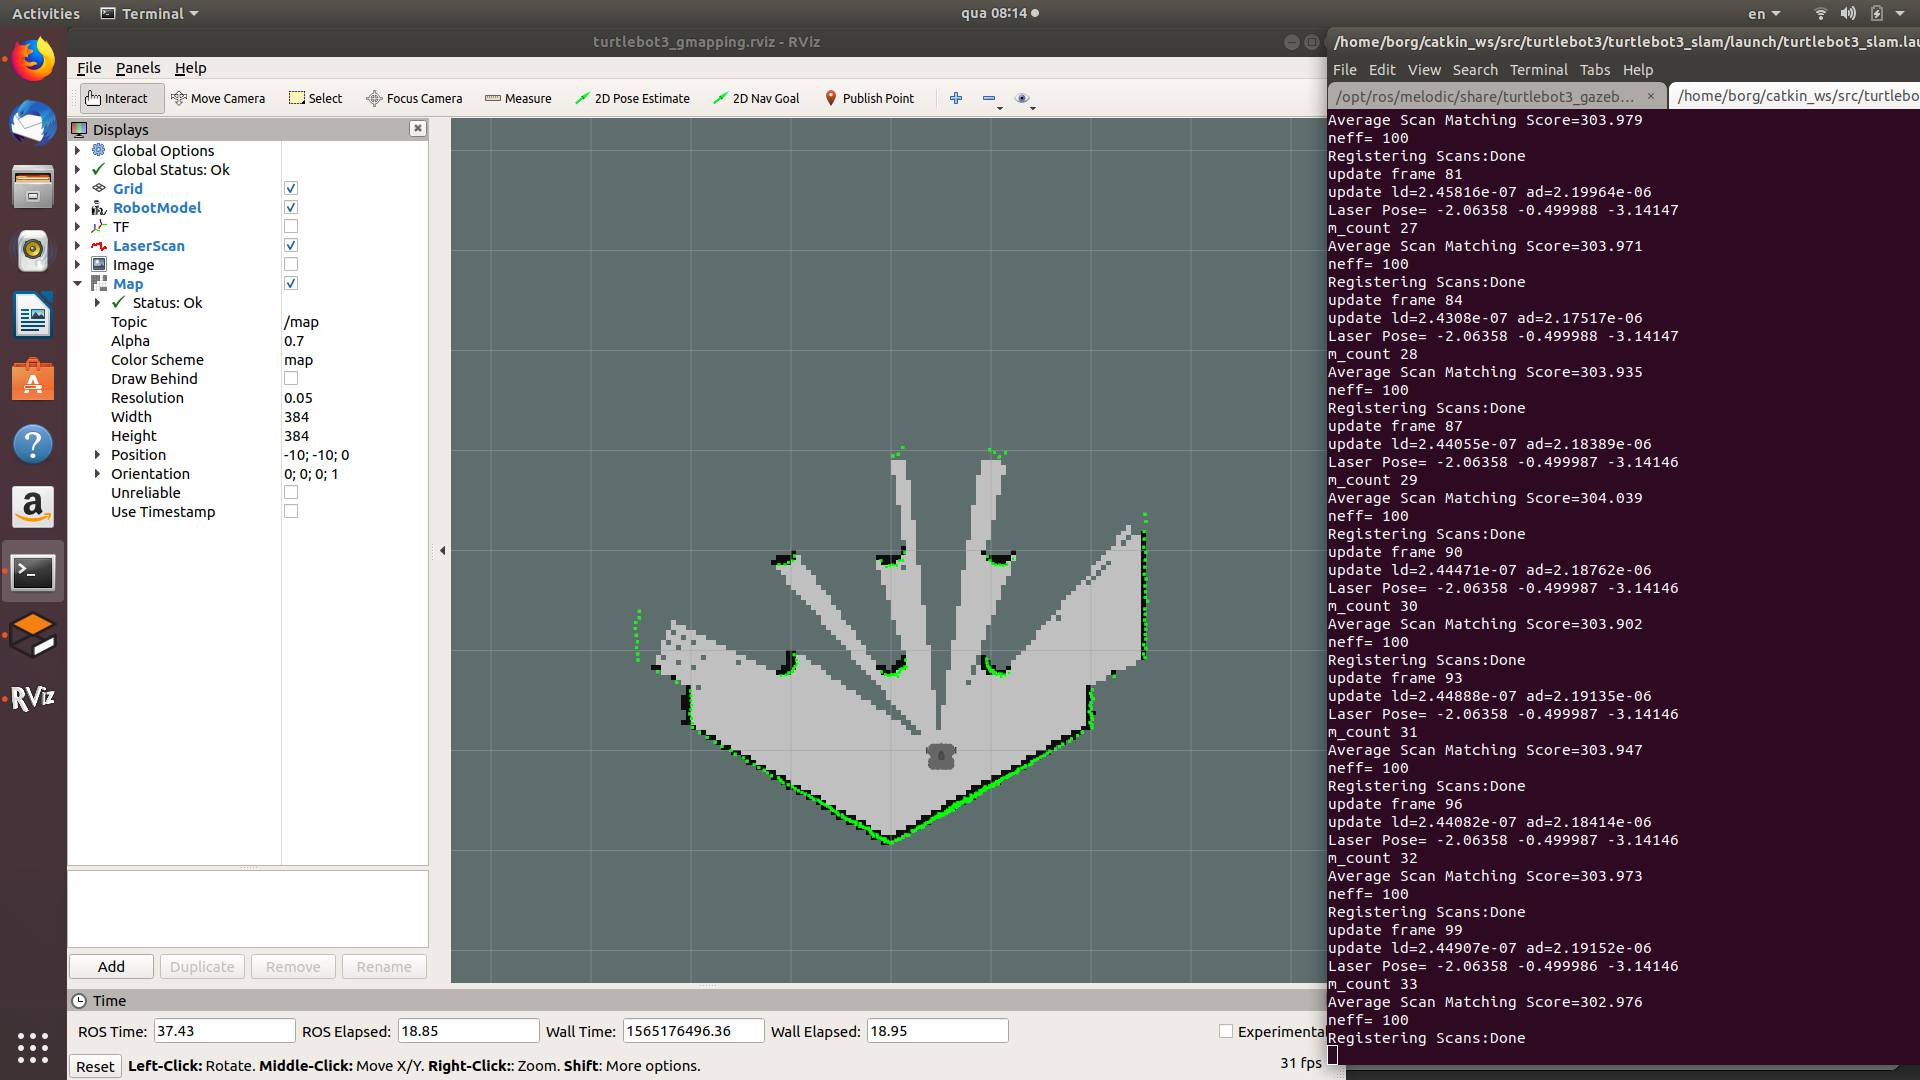 Activities Terminal qua 08:14 en
turtlebot3_gmapping.rviz - RViz
File Panels Help
Interact Move Camera Select Focus Camera Measure 2D Pose Estimate 2D Nav Goal Publish Point
Displays
Global Options
Global Status: Ok
Grid
RobotModel
TF
LaserScan
Image
Map
Status: Ok
Topic /map
Alpha 0.7
Color Scheme map
Draw Behind
Resolution 0.05
Width 384
Height 384
Position -10; -10; 0
Orientation 0; 0; 0; 1
Unreliable
Use Timestamp
Add Duplicate Remove Rename
Time
ROS Time: 37.43 ROS Elapsed: 18.85 Wall Time: 1565176496.36 Wall Elapsed: 18.95 Experimenta
Reset Left-Click: Rotate. Middle-Click: Move X/Y. Right-Click:: Zoom. Shift: More options. 31 fps
RViz
/home/borg/catkin_ws/src/turtlebot3/turtlebot3_slam/launch/turtlebot3_slam.lau
File Edit View Search Terminal Tabs Help
/opt/ros/melodic/share/turtlebot3_gazeb... × /home/borg/catkin_ws/src/turtlebo
Average Scan Matching Score=303.979
neff= 100
Registering Scans:Done
update frame 81
update ld=2.45816e-07 ad=2.19964e-06
Laser Pose= -2.06358 -0.499988 -3.14147
m_count 27
Average Scan Matching Score=303.971
neff= 100
Registering Scans:Done
update frame 84
update ld=2.4308e-07 ad=2.17517e-06
Laser Pose= -2.06358 -0.499988 -3.14147
m_count 28
Average Scan Matching Score=303.935
neff= 100
Registering Scans:Done
update frame 87
update ld=2.44055e-07 ad=2.18389e-06
Laser Pose= -2.06358 -0.499987 -3.14146
m_count 29
Average Scan Matching Score=304.039
neff= 100
Registering Scans:Done
update frame 90
update ld=2.44471e-07 ad=2.18762e-06
Laser Pose= -2.06358 -0.499987 -3.14146
m_count 30
Average Scan Matching Score=303.902
neff= 100
Registering Scans:Done
update frame 93
update ld=2.44888e-07 ad=2.19135e-06
Laser Pose= -2.06358 -0.499987 -3.14146
m_count 31
Average Scan Matching Score=303.947
neff= 100
Registering Scans:Done
update frame 96
update ld=2.44082e-07 ad=2.18414e-06
Laser Pose= -2.06358 -0.499987 -3.14146
m_count 32
Average Scan Matching Score=303.973
neff= 100
Registering Scans:Done
update frame 99
update ld=2.44907e-07 ad=2.19152e-06
Laser Pose= -2.06358 -0.499986 -3.14146
m_count 33
Average Scan Matching Score=302.976
neff= 100
Registering Scans:Done